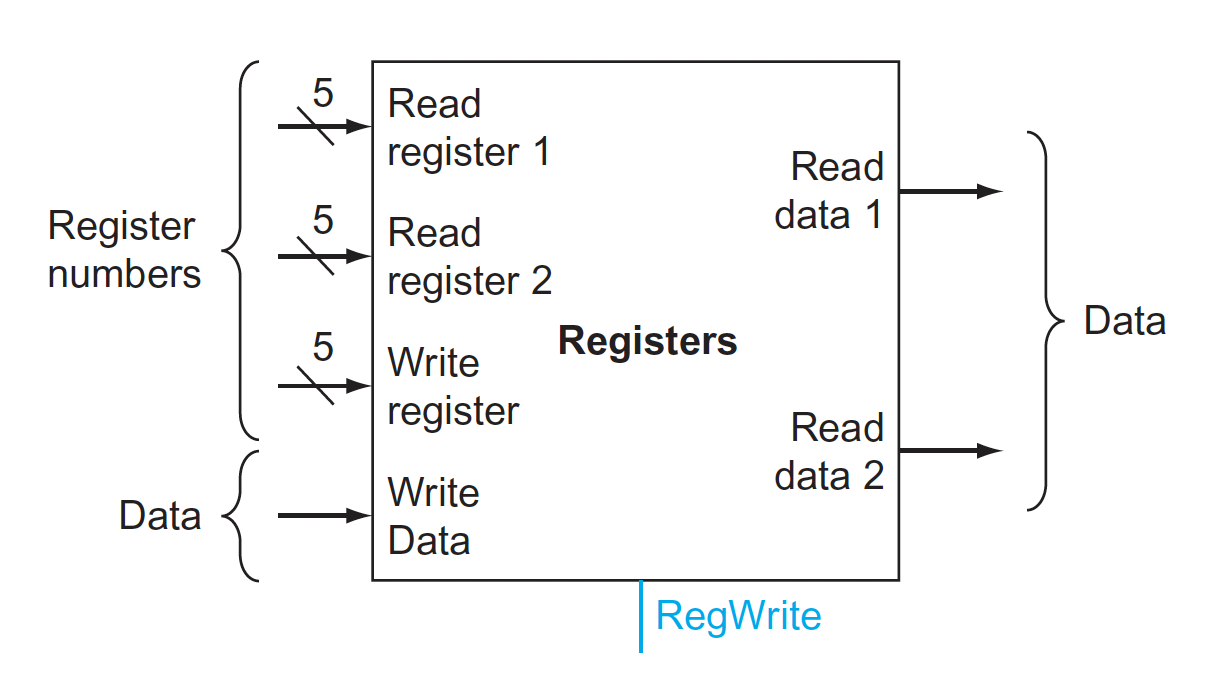 Register
numbers
Data
5
5
5
Read
register 1
Read
register 2
Write
register
Write
Data
Registers
Read
data 1
Read
data 2
Data
RegWrite